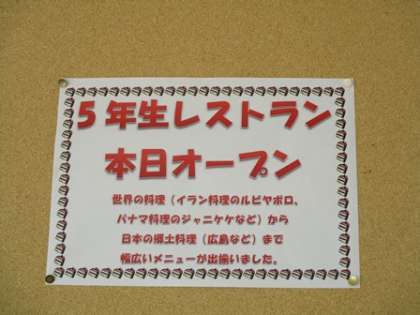 5年生レストラン
本日オープン
世界の料理（イラン料理のルビヤポロ、
パナマ料理のジャニケケなど）から
日本の郷土料理（広島など）まで
幅広いメニューが出揃いました。